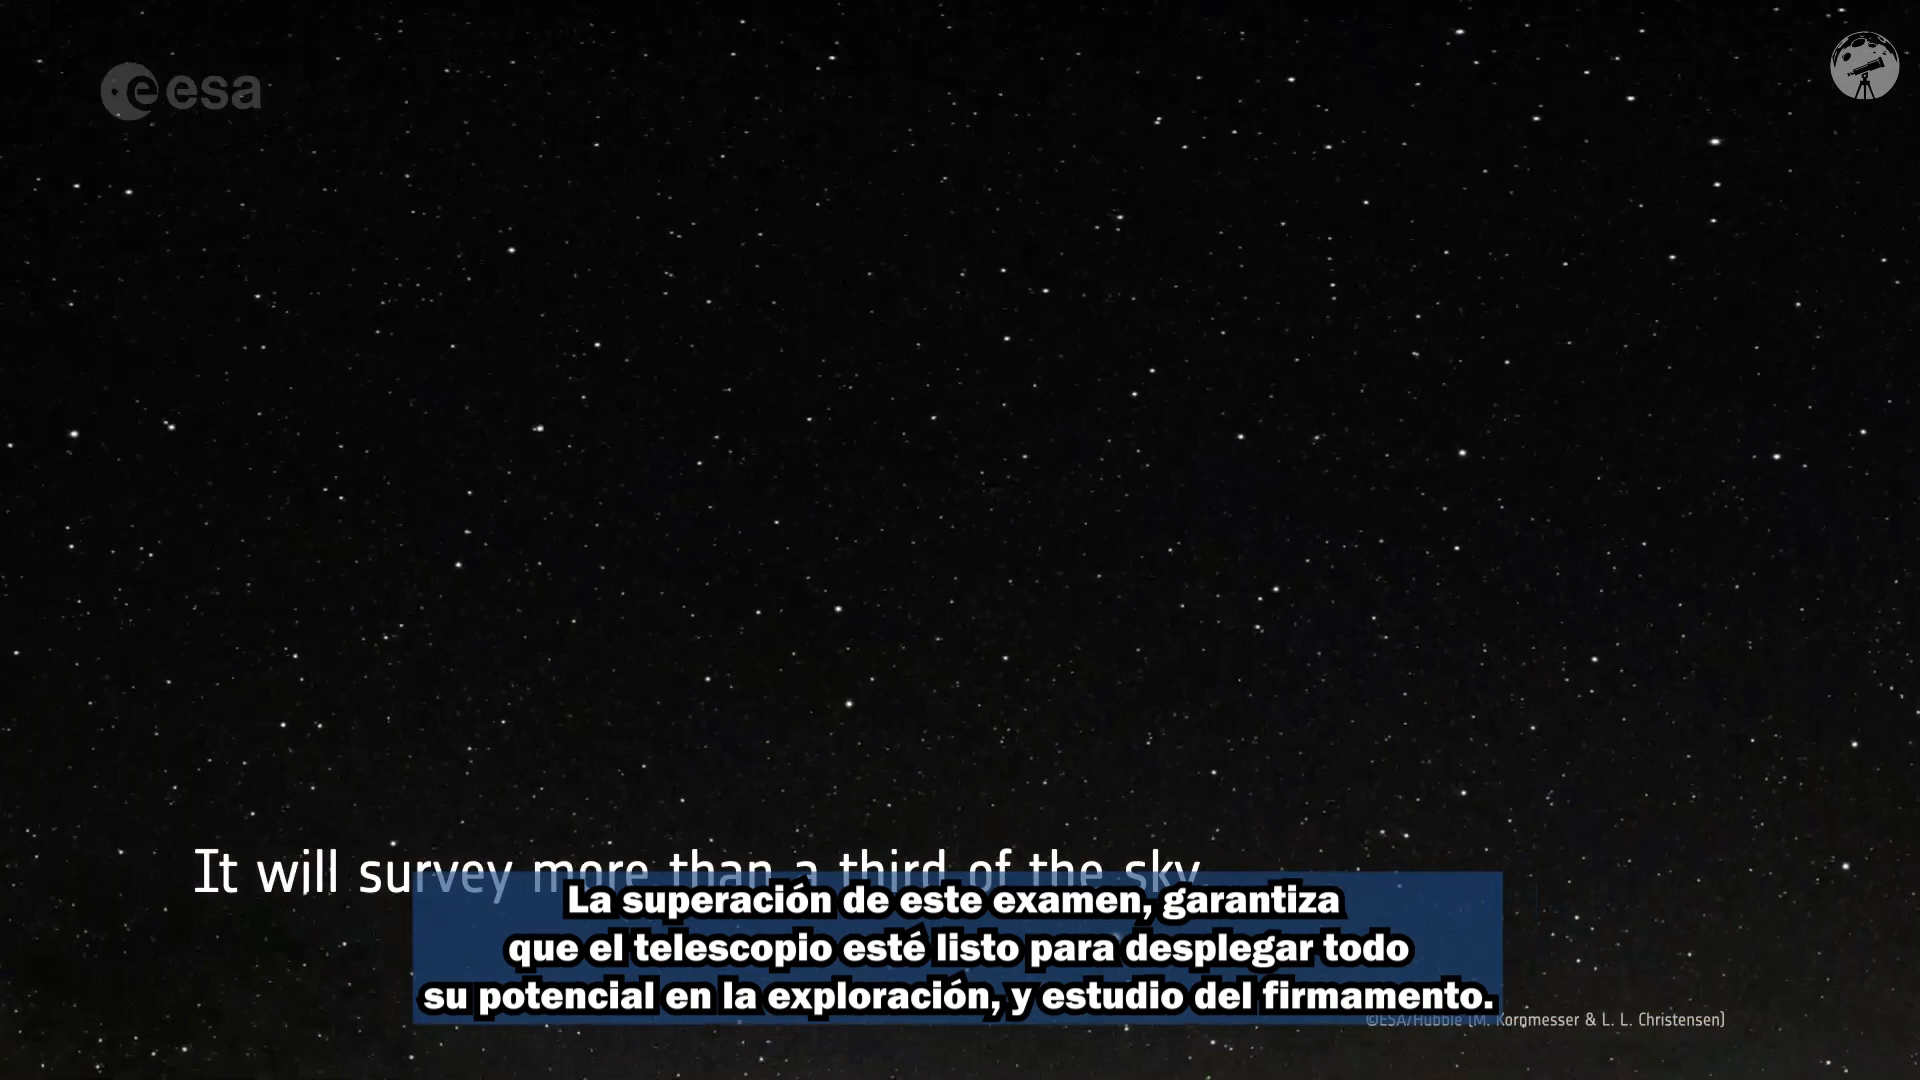 esa
It will survey more than a third of the sky
La superación de este examen, garantiza
que el telescopio esté listo para desplegar todo
su potencial en la exploración, y estudio del firmamento.
©ESA/Hubble (M. Kornmesser & L. L. Christensen)